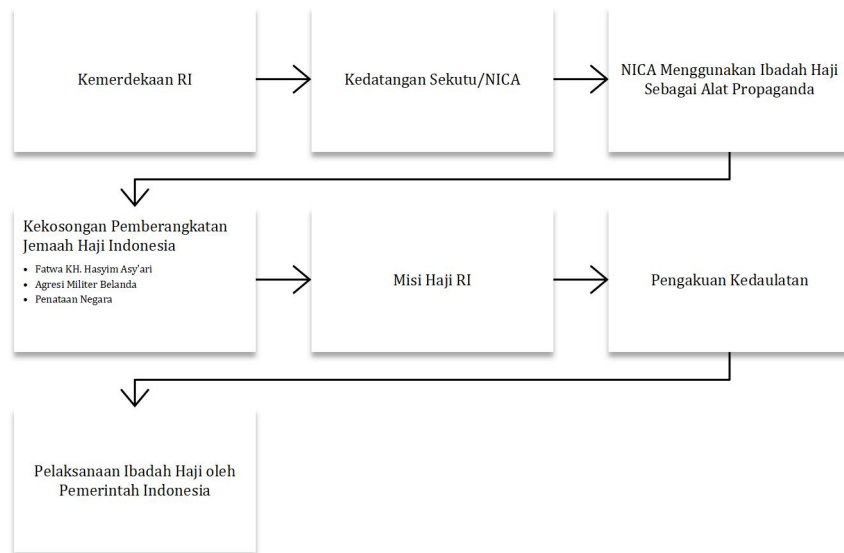 Kemerdekaan RI
Kedatangan Sekutu/NICA
NICA Menggunakan Ibadah Haji
Sebagai Alat Propaganda
Kekosongan Pemberangkatan
Jemaah Haji Indonesia
• Fatwa KH. Hasyim Asy'ari
• Agresi Militer Belanda
• Penataan Negara
Misi Haji RI
Pengakuan Kedaulatan
Pelaksanaan Ibadah Haji oleh
Pemerintah Indonesia